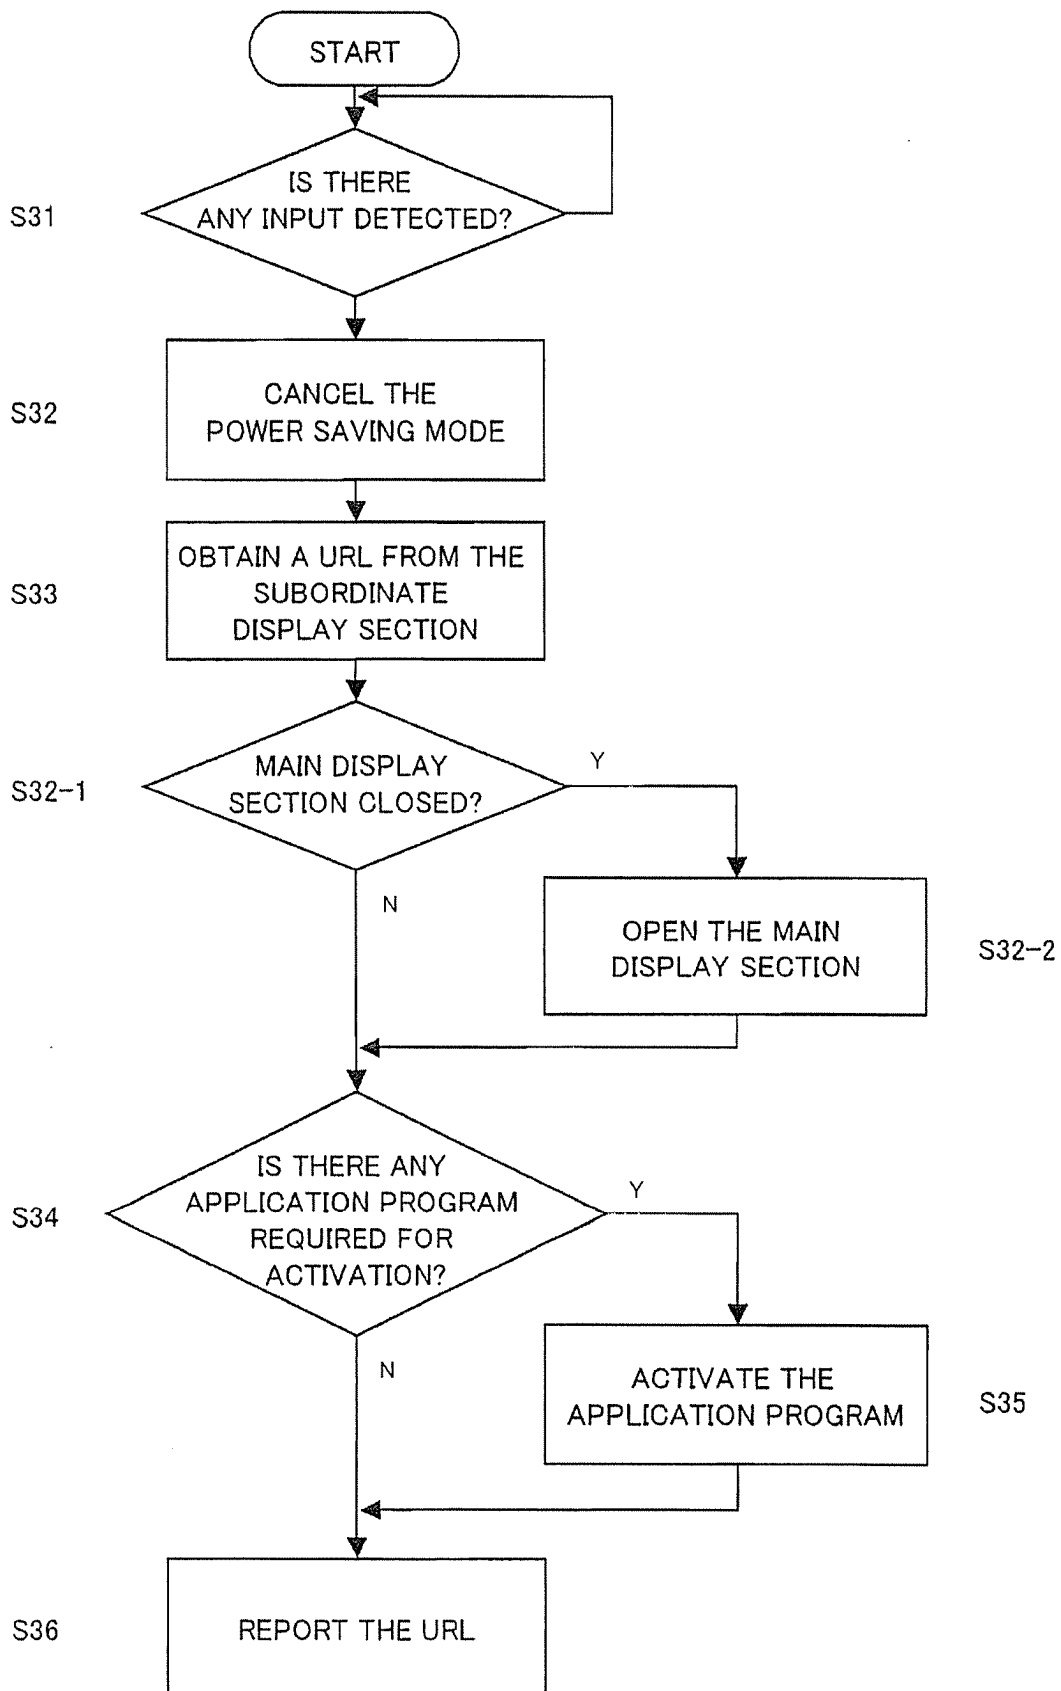 START
IS THERE
ANY INPUT DETECTED?
S31
CANCEL THE
POWER SAVING MODE
S32
OBTAIN A URL FROM THE
SUBORDINATE
DISPLAY SECTION
S33
MAIN DISPLAY
SECTION CLOSED?
S32-1
Y
N
OPEN THE MAIN
DISPLAY SECTION
S32-2
IS THERE ANY
APPLICATION PROGRAM
REQUIRED FOR
ACTIVATION?
S34
Y
N
ACTIVATE THE
APPLICATION PROGRAM
S35
REPORT THE URL
S36